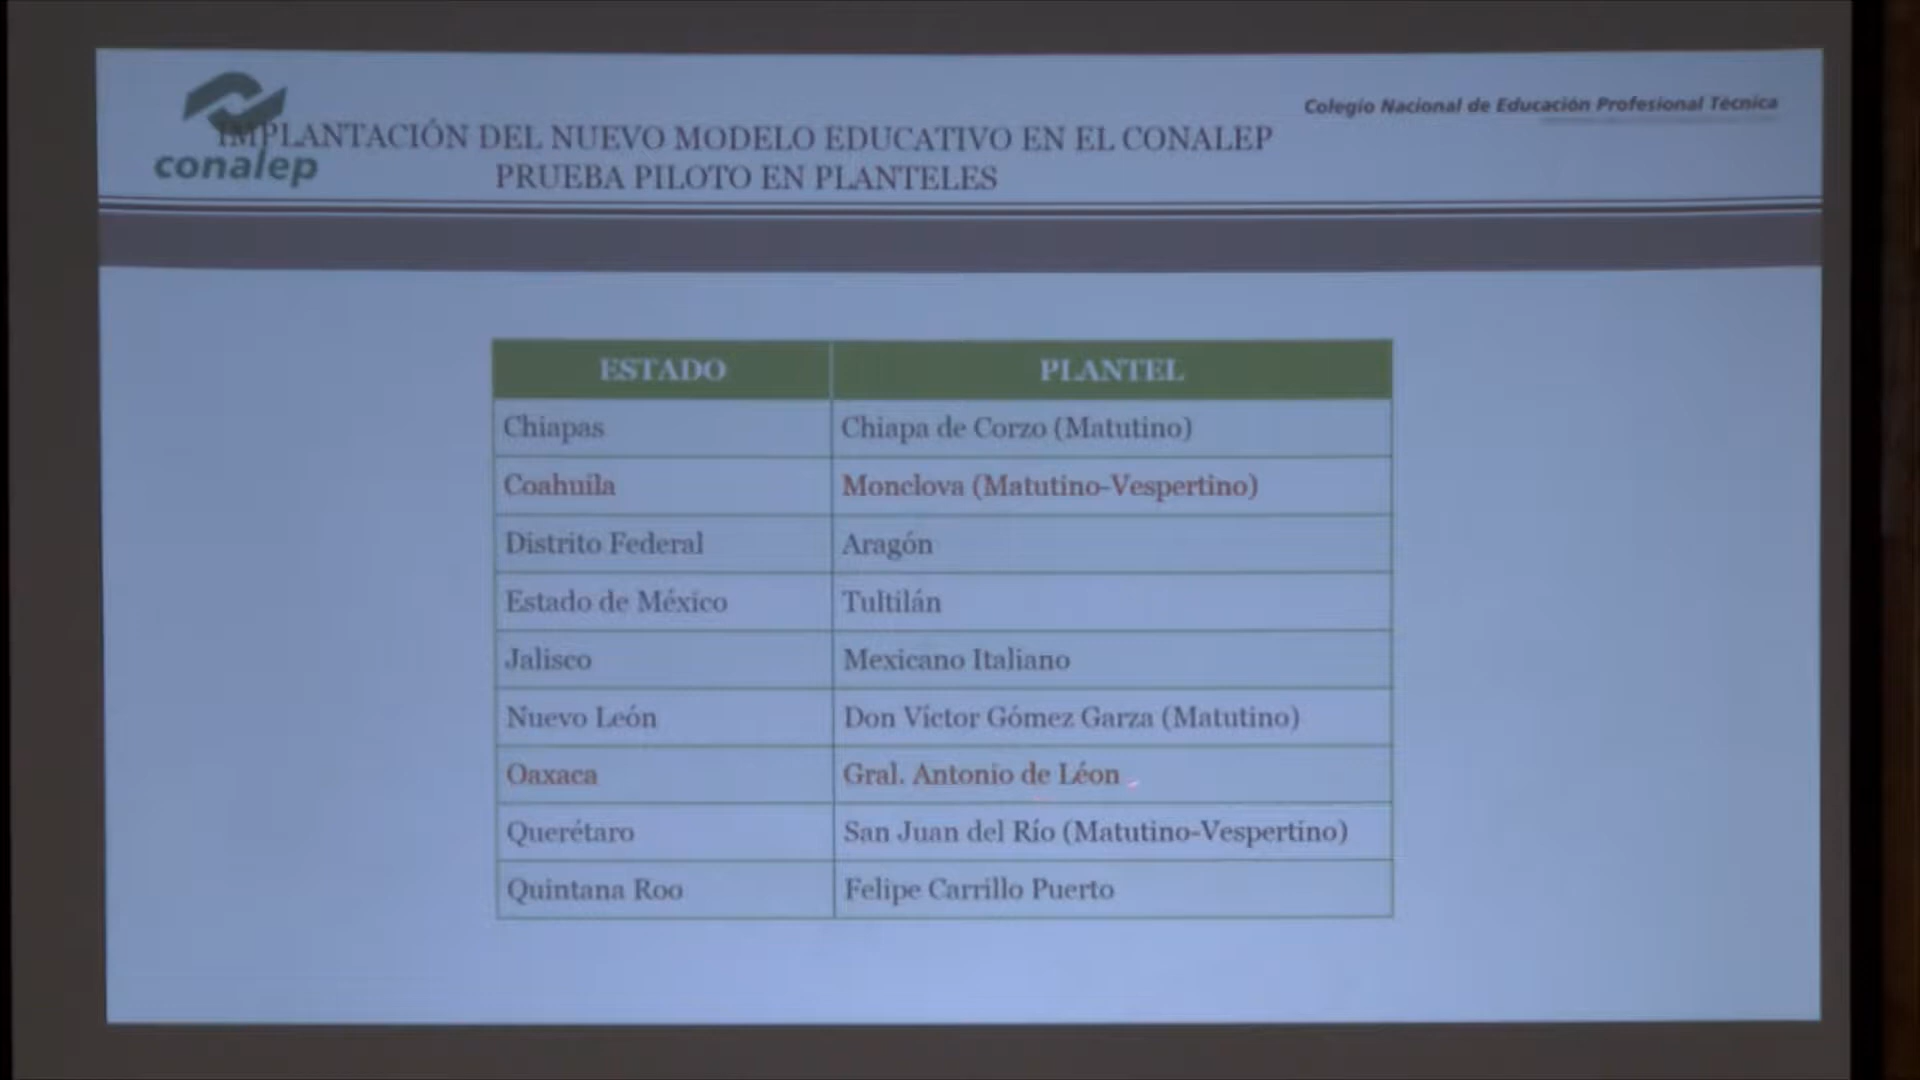 Colegio Nacional de Educación Profesional Técnica
IMPLANTACIÓN DEL NUEVO MODELO EDUCATIVO EN EL CONALEP
conalep
PRUEBA PILOTO EN PLANTELES
ESTADO PLANTEL
Chiapas Chiapa de Corzo (Matutino)
Coahuila Monclova (Matutino-Vespertino)
Distrito Federal Aragón
Estado de México Tultilán
Jalisco Mexicano Italiano
Nuevo León Don Víctor Gómez Garza (Matutino)
Oaxaca Gral. Antonio de Léon
Querétaro San Juan del Río (Matutino-Vespertino)
Quintana Roo Felipe Carrillo Puerto